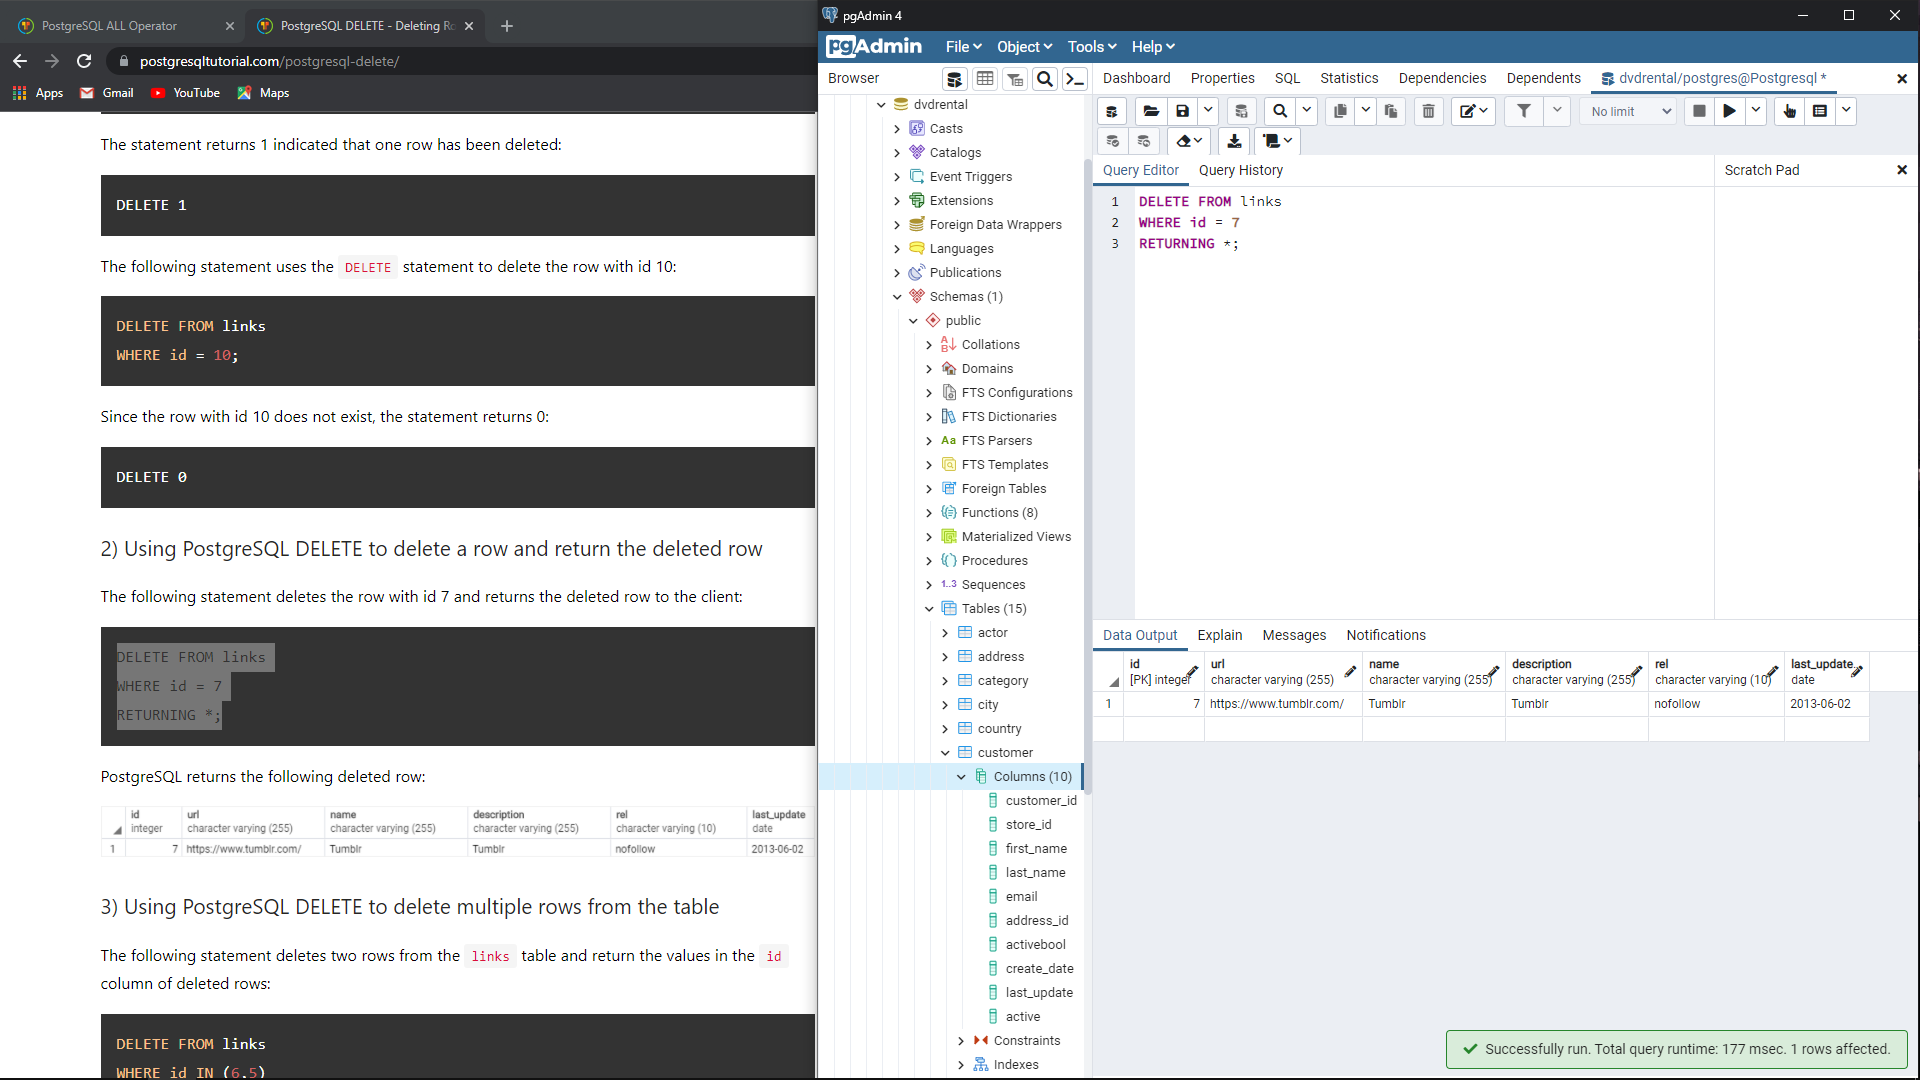 PostgreSQL ALL Operator
PostgreSQL DELETE - Deleting Ro
postgresqltutorial.com/postgresql-delete/
Apps
Gmail
YouTube
Maps
The statement returns 1 indicated that one row has been deleted:
DELETE 1
The following statement uses the DELETE statement to delete the row with id 10:
DELETE FROM links
WHERE id = 10;
Since the row with id 10 does not exist, the statement returns 0:
DELETE 0
2) Using PostgreSQL DELETE to delete a row and return the deleted row
The following statement deletes the row with id 7 and returns the deleted row to the client:
DELETE FROM links
WHERE id = 7
RETURNING *;
PostgreSQL returns the following deleted row:
id url name description rel last_update
integer character varying (255) character varying (255) character varying (255) character varying (10) date
1 7 https://www.tumblr.com/ Tumblr Tumblr nofollow 2013-06-02
3) Using PostgreSQL DELETE to delete multiple rows from the table
The following statement deletes two rows from the links table and return the values in the id
column of deleted rows:
DELETE FROM links
WHERE id IN (6,5)
pgAdmin 4
pgAdmin
File
Object
Tools
Help
Browser
dvdrental
Casts
Catalogs
Event Triggers
Extensions
Foreign Data Wrappers
Languages
Publications
Schemas (1)
public
Collations
Domains
FTS Configurations
FTS Dictionaries
Aa FTS Parsers
FTS Templates
Foreign Tables
Functions (8)
Materialized Views
Procedures
1..3 Sequences
Tables (15)
actor
address
category
city
country
customer
Columns (10)
customer_id
store_id
first_name
last_name
email
address_id
activebool
create_date
last_update
active
Constraints
Indexes
Dashboard
Properties
SQL
Statistics
Dependencies
Dependents
dvdrental/postgres@Postgresql *
No limit
Query Editor
Query History
Scratch Pad
1 DELETE FROM links
2 WHERE id = 7
3 RETURNING *;
Data Output
Explain
Messages
Notifications
id url name description rel last_update
[PK] integer character varying (255) character varying (255) character varying (255) character varying (10) date
1 7 https://www.tumblr.com/ Tumblr Tumblr nofollow 2013-06-02
Successfully run. Total query runtime: 177 msec. 1 rows affected.